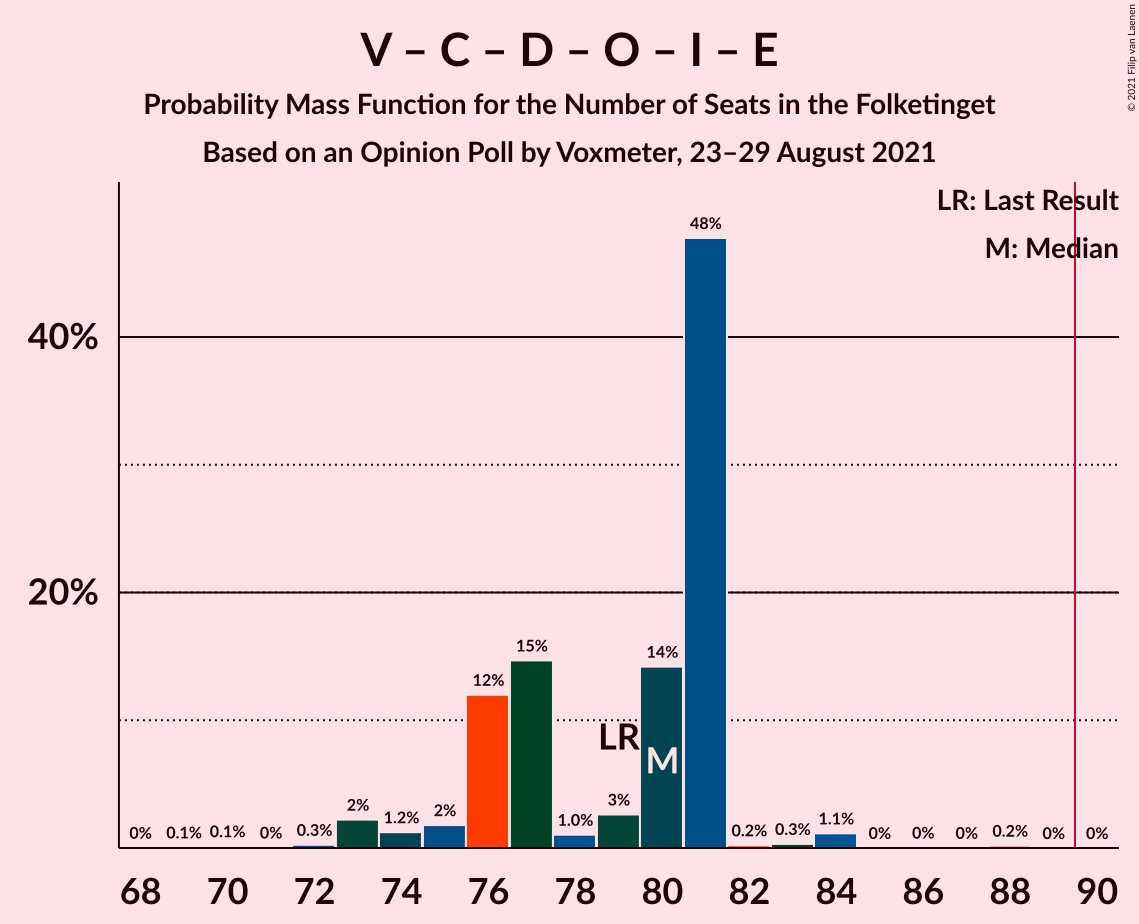 V – C – D – O – I – E
Probability Mass Function for the Number of Seats in the Folketinget
Based on an Opinion Poll by Voxmeter, 23–29 August 2021
© 2021 Filip van Laenen
LR: Last Result
M: Median
48%
40%
20%
15%
14%
12%
LR
M
0% 0.1% 0.1% 0% 0.3% 2% 1.2% 2% 1.0% 3% 0.2% 0.3% 1.1% 0% 0% 0% 0.2% 0% 0%
68 70 72 74 76 78 80 82 84 86 88 90